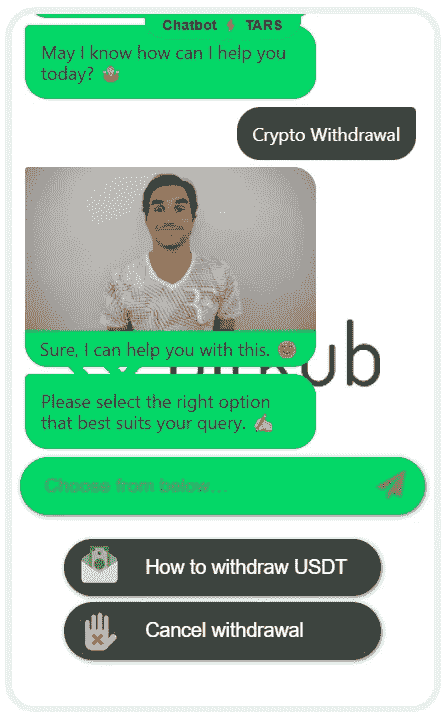 Chatbot TARS
May I know how can I help you
today?
Crypto Withdrawal
Sure, I can help you with this.
Please select the right option
that best suits your query.
Choose from below...
How to withdraw USDT
Cancel withdrawal